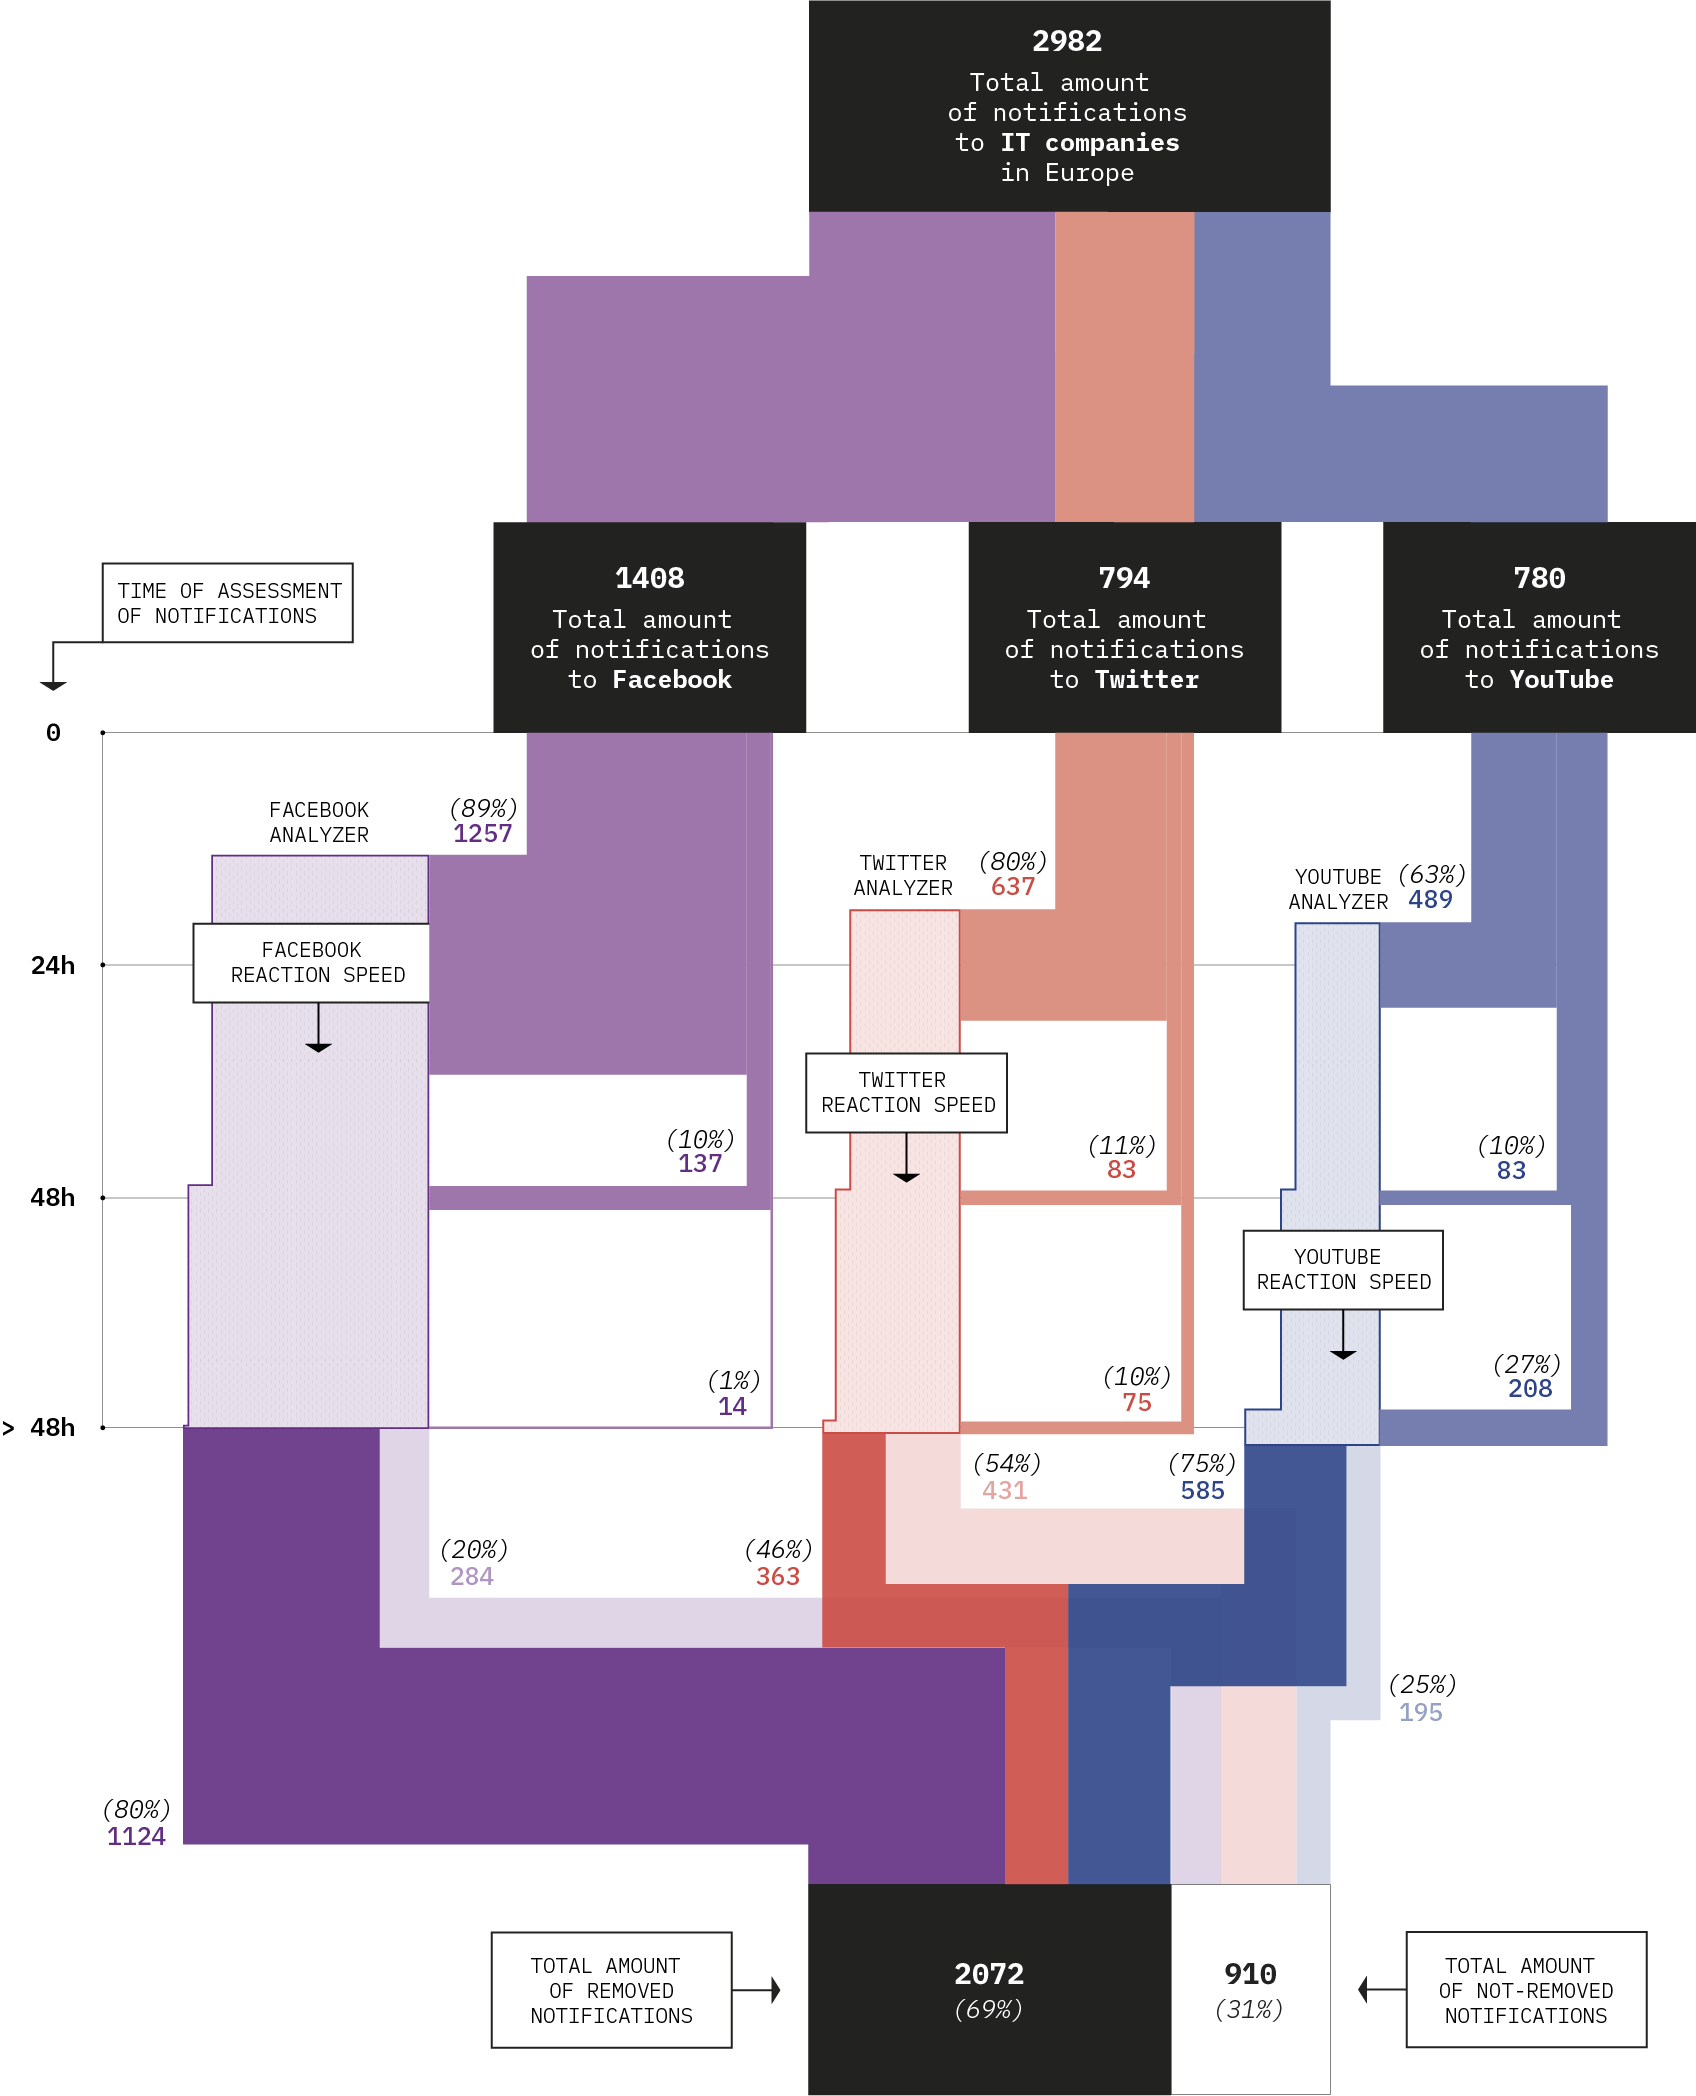 2982
Total amount
of notifications
to IT companies
in Europe
1408
Total amount
of notifications
to Facebook
794
Total amount
of notifications
to Twitter
780
Total amount
of notifications
to YouTube
TIME OF ASSESSMENT
OF NOTIFICATIONS
0
FACEBOOK
ANALYZER
(89%)
1257
TWITTER
ANALYZER
(80%)
637
YOUTUBE
ANALYZER
(63%)
489
FACEBOOK
REACTION SPEED
24h
TWITTER
REACTION SPEED
(10%)
137
(11%)
83
(10%)
83
48h
YOUTUBE
REACTION SPEED
(1%)
14
(10%)
75
(27%)
208
> 48h
(54%)
431
(75%)
585
(20%)
284
(46%)
363
(25%)
195
(80%)
1124
TOTAL AMOUNT
OF REMOVED
NOTIFICATIONS
2072
(69%)
910
(31%)
TOTAL AMOUNT
OF NOT-REMOVED
NOTIFICATIONS